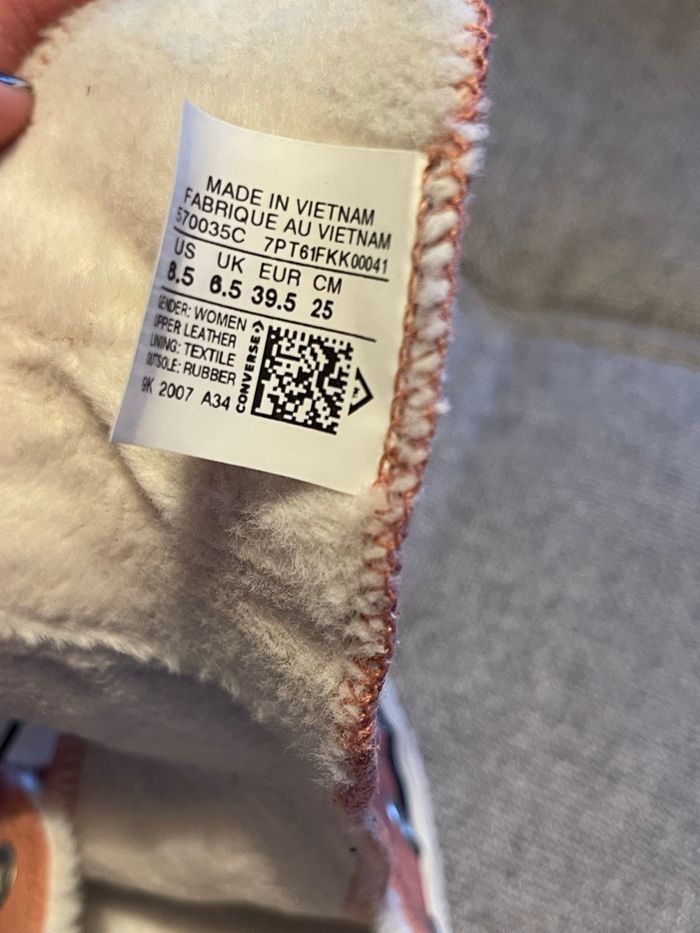 MADE IN VIETNAM
FABRIQUE AU VIETNAM
570035C 7PT61FKK00041
US UK EUR CM
8.5 6.5 39.5 25
GENDER: WOMEN
UPPER LEATHER
LINING: TEXTILE
OUTSOLE: RUBBER
9K 2007 A34
CONVERSE